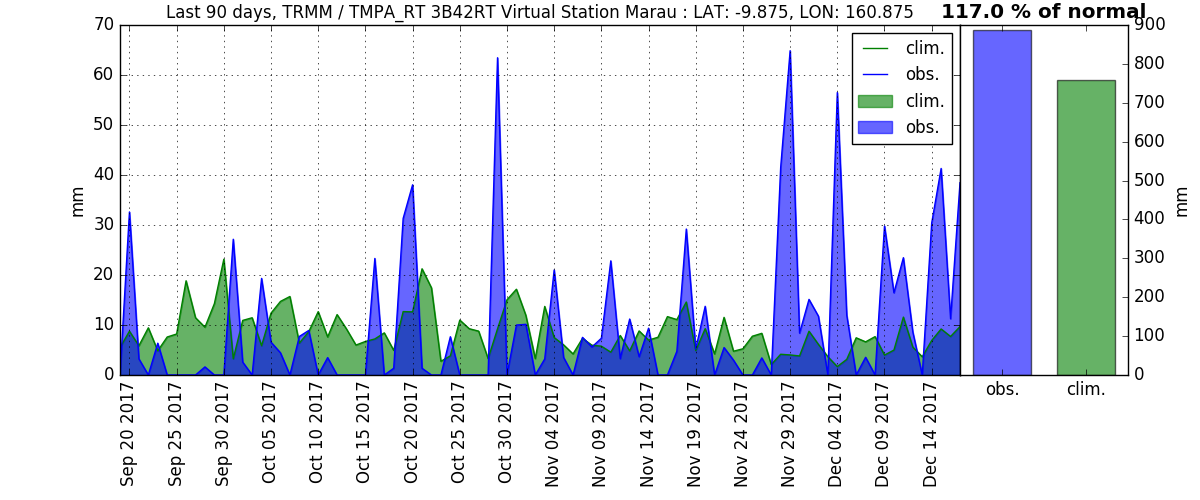 Last 90 days, TRMM / TMPA_RT 3B42RT Virtual Station Marau : LAT: -9.875, LON: 160.875
117.0 % of normal
70
60
50
40
30
20
10
0
mm
clim.
obs.
clim.
obs.
900
800
700
600
500
400
300
200
100
0
mm
Sep 20 2017
Sep 25 2017
Sep 30 2017
Oct 05 2017
Oct 10 2017
Oct 15 2017
Oct 20 2017
Oct 25 2017
Oct 30 2017
Nov 04 2017
Nov 09 2017
Nov 14 2017
Nov 19 2017
Nov 24 2017
Nov 29 2017
Dec 04 2017
Dec 09 2017
Dec 14 2017
obs.
clim.